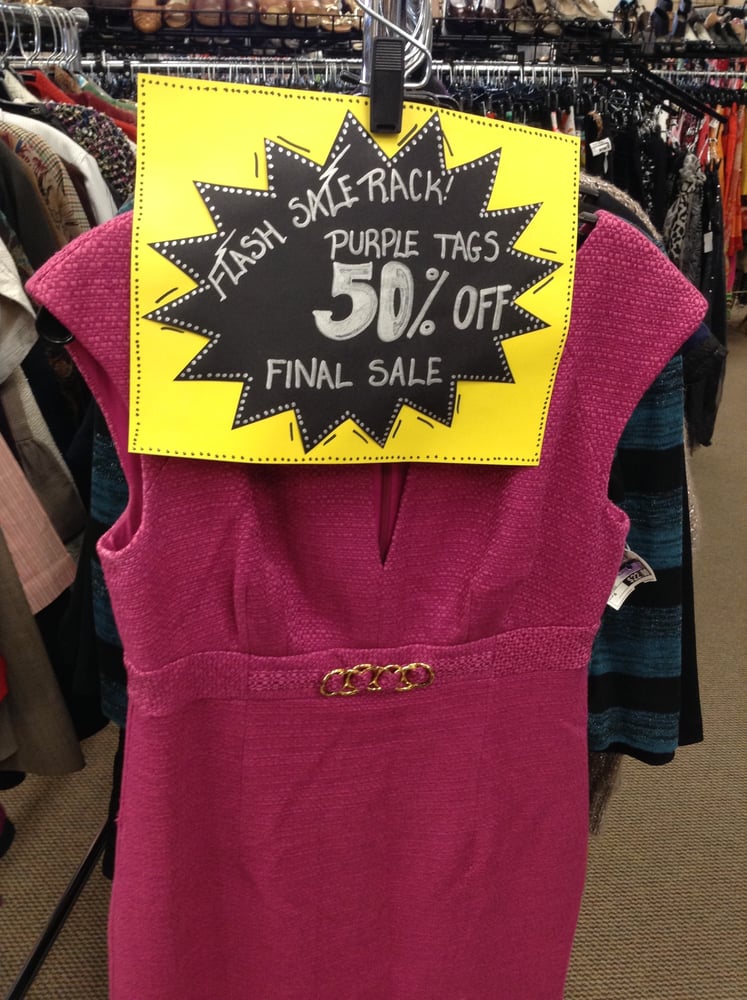 FLASH SALE RACK!
PURPLE TAGS
50% OFF
FINAL SALE